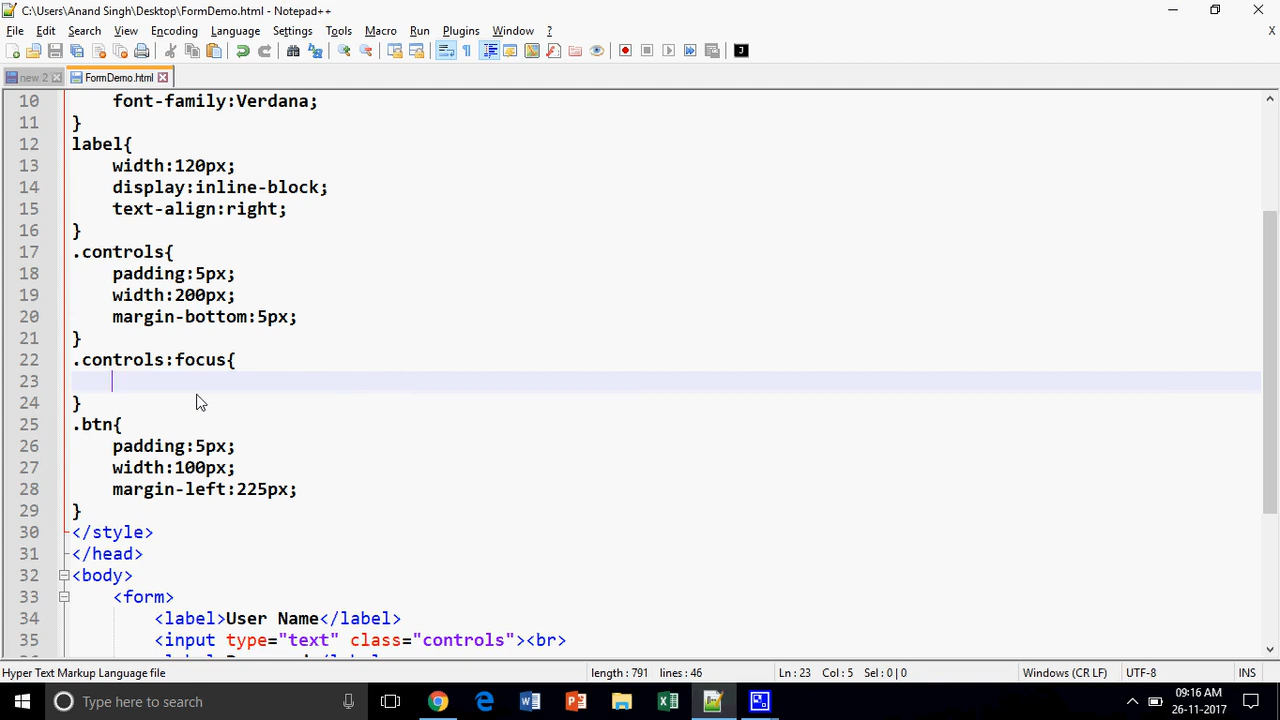 C:\Users\Anand Singh\Desktop\FormDemo.html - Notepad++
File Edit Search View Encoding Language Settings Tools Macro Run Plugins Window ?
X
new 2 FormDemo.html
10 font-family:Verdana;
11 }
12 label{
13 width:120px;
14 display:inline-block;
15 text-align:right;
16 }
17 .controls{
18 padding:5px;
19 width:200px;
20 margin-bottom:5px;
21 }
22 .controls:focus{
23
24 }
25 .btn{
26 padding:5px;
27 width:100px;
28 margin-left:225px;
29 }
30 </style>
31 </head>
32 <body>
33 <form>
34 <label>User Name</label>
35 <input type="text" class="controls"><br>
Hyper Text Markup Language file length : 791 lines : 46 Ln : 23 Col : 5 Sel : 0 | 0 Windows (CR LF) UTF-8 INS
Type here to search
09:16 AM
26-11-2017